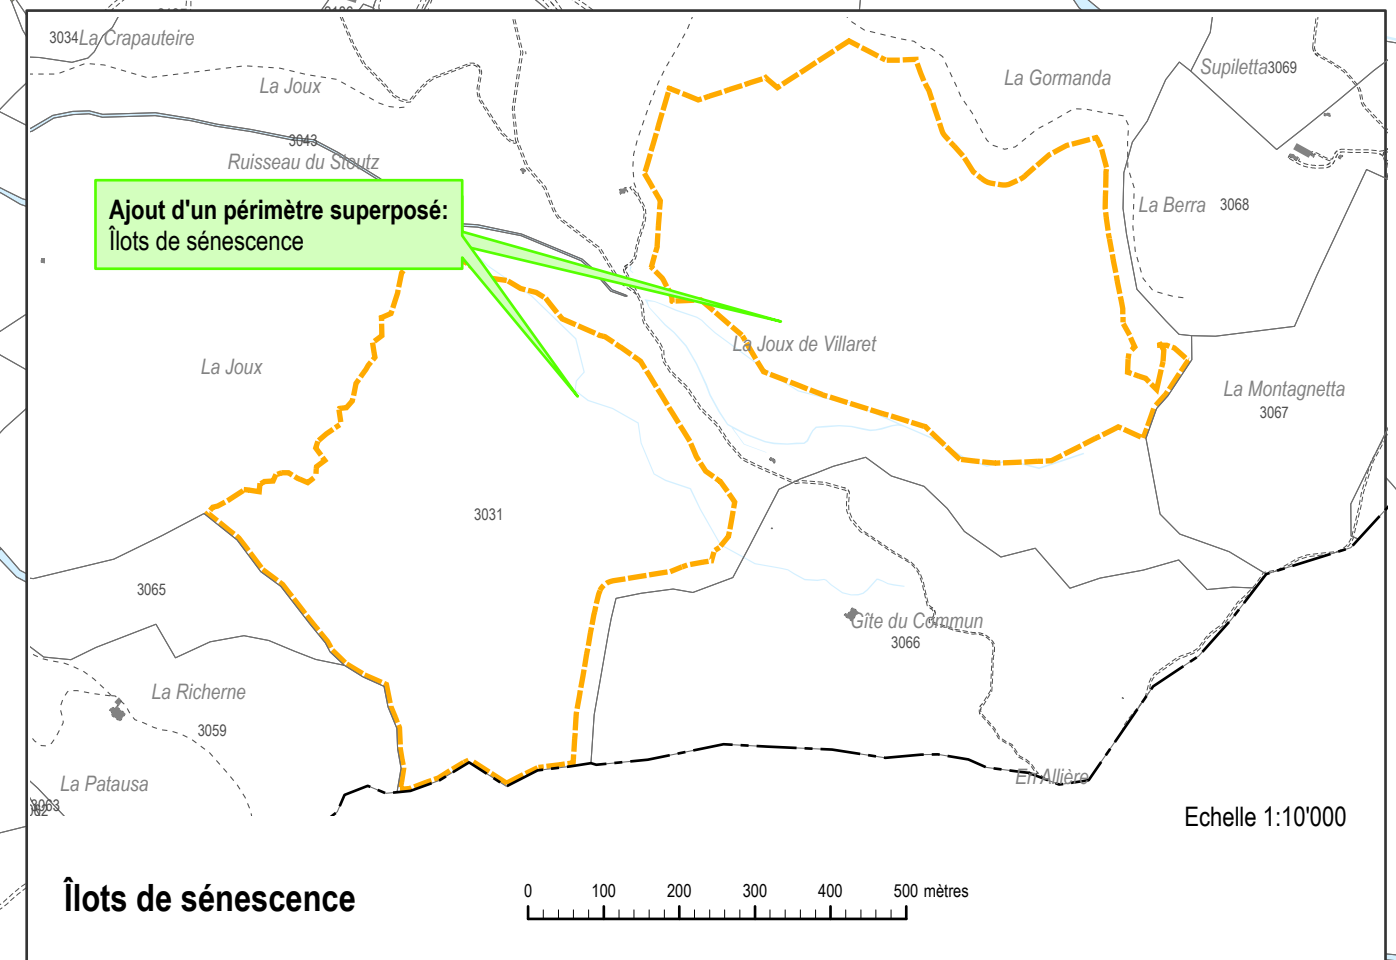 3034 La Crapauteire
La Joux
La Gormanda
Supiletta 3069
3043
Ruisseau du Stoutz
Ajout d'un périmètre superposé:
Îlots de sénescence
La Berra 3068
La Joux de Villaret
La Joux
La Montagnetta
3067
3031
3065
Gîte du Commun
3066
La Richerne
3059
La Patausa
En Allière
3063
Echelle 1:10'000
Îlots de sénescence
0 100 200 300 400 500 mètres